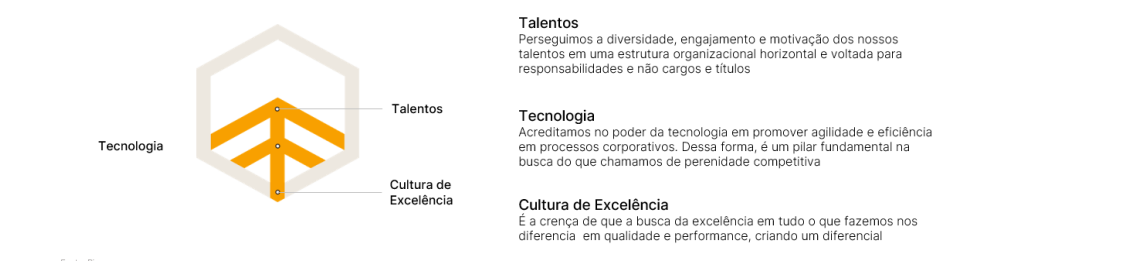 Tecnologia
Talentos
Cultura de
Excelência
Talentos
Perseguimos a diversidade, engajamento e motivação dos nossos
talentos em uma estrutura organizacional horizontal e voltada para
responsabilidades e não cargos e títulos
Tecnologia
Acreditamos no poder da tecnologia em promover agilidade e eficiência
em processos corporativos. Dessa forma, é um pilar fundamental na
busca do que chamamos de perenidade competitiva
Cultura de Excelência
É a crença de que a busca da excelência em tudo o que fazemos nos
diferencia  em qualidade e performance, criando um diferencial